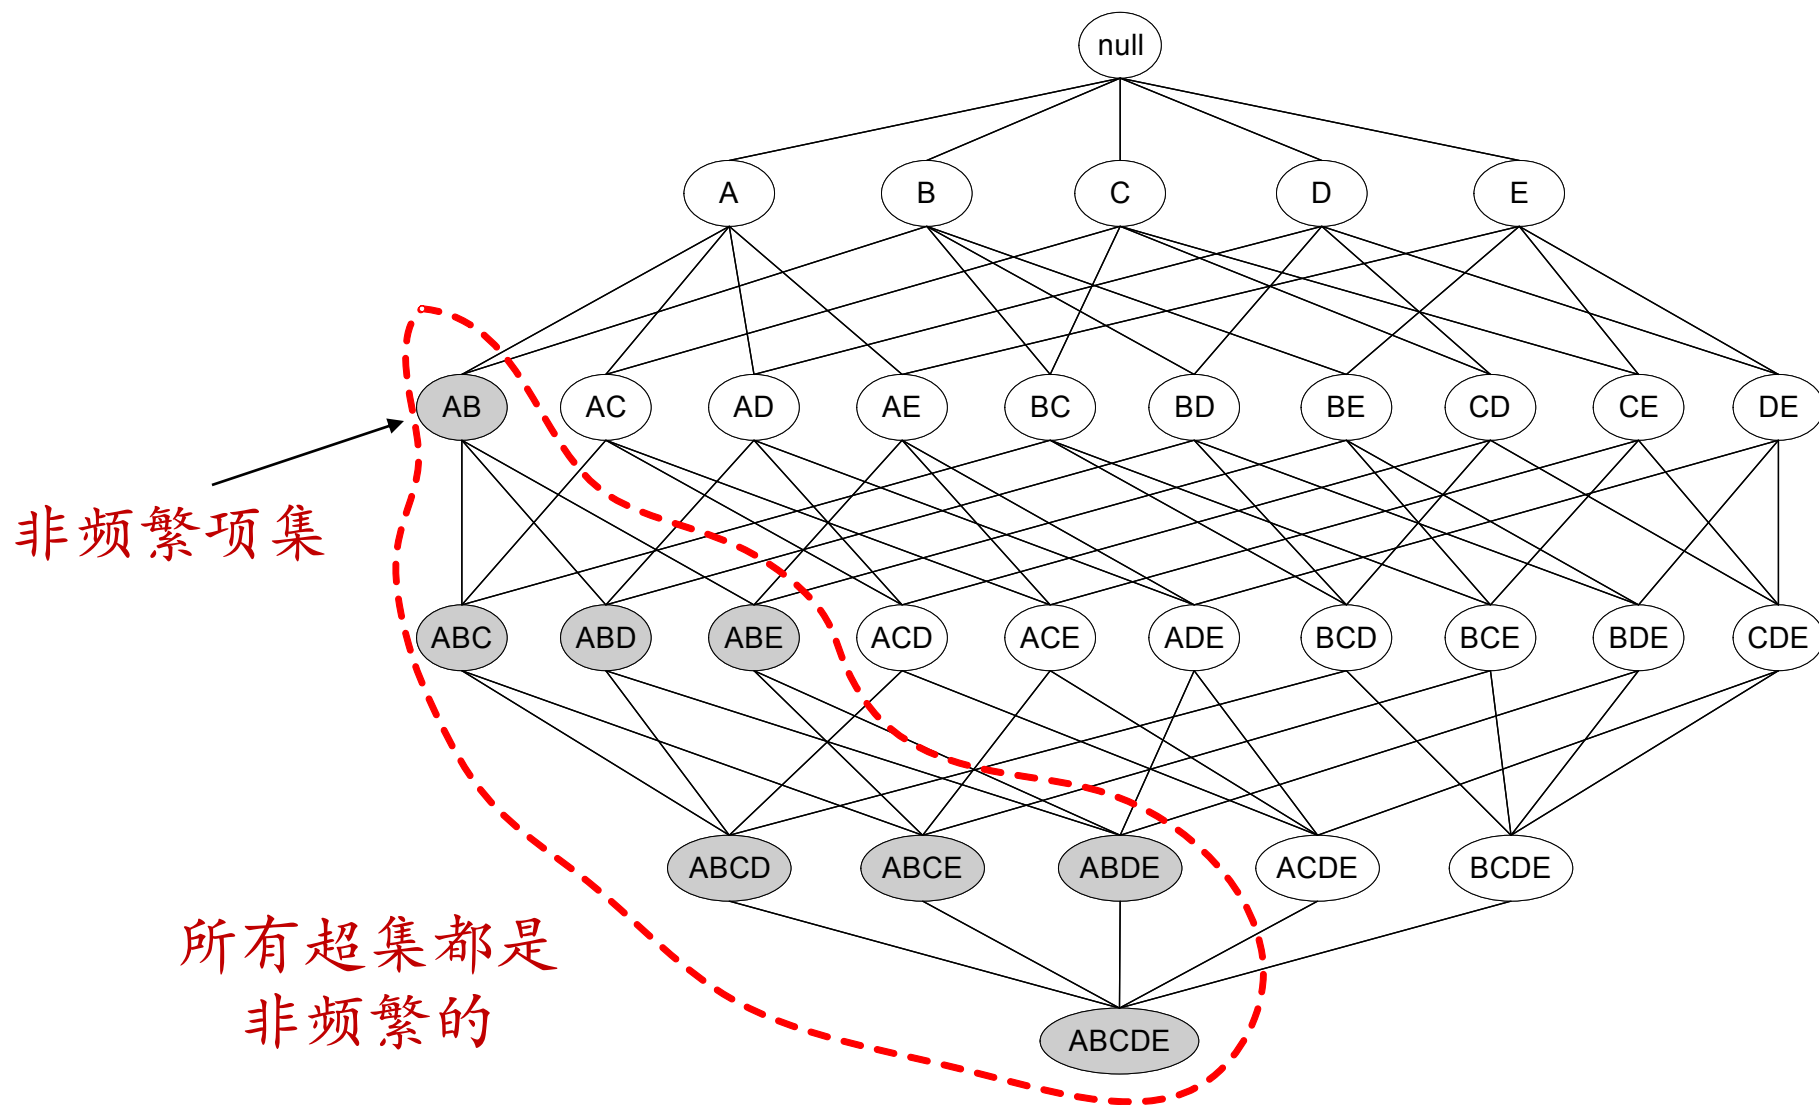 null
A B C D E
AB AC AD AE BC BD BE CD CE DE
非频繁项集
ABC ABD ABE ACD ACE ADE BCD BCE BDE CDE
ABCD ABCE ABDE ACDE BCDE
所有超集都是
非频繁的
ABCDE